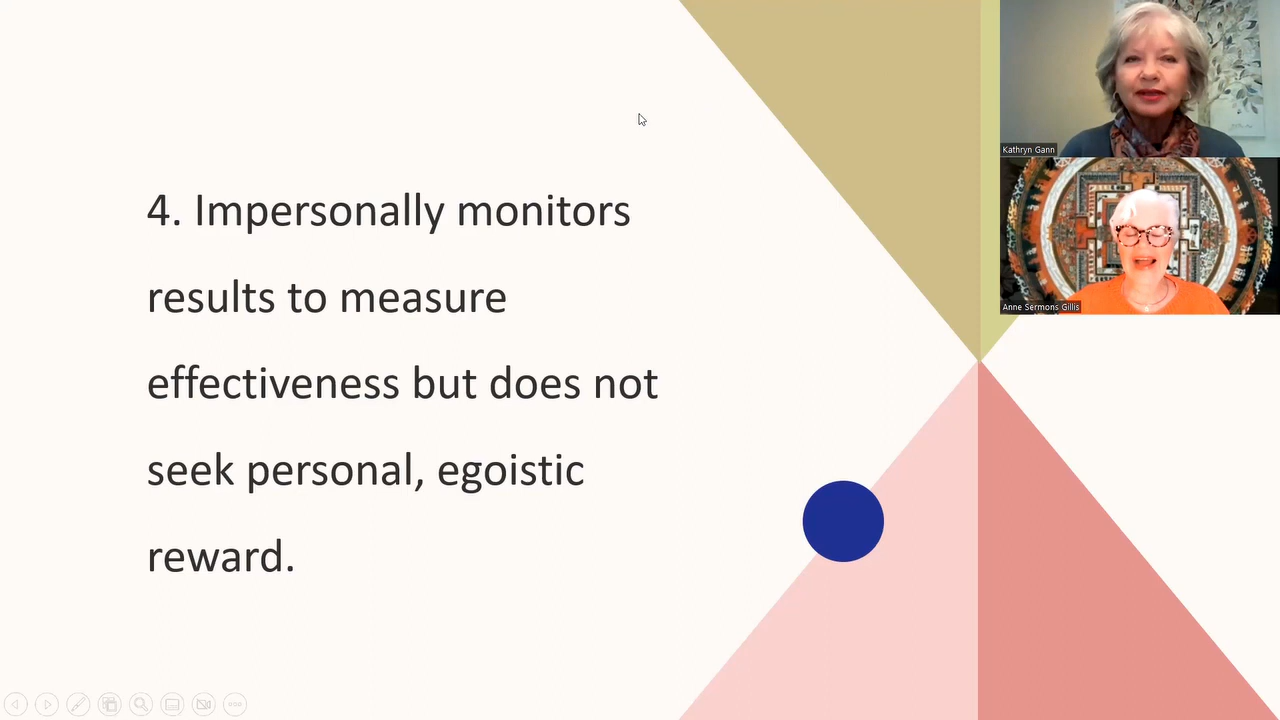 4. Impersonally monitors
results to measure
effectiveness but does not
seek personal, egoistic
reward.
Kathryn Gann
Anne Sermons Gillis